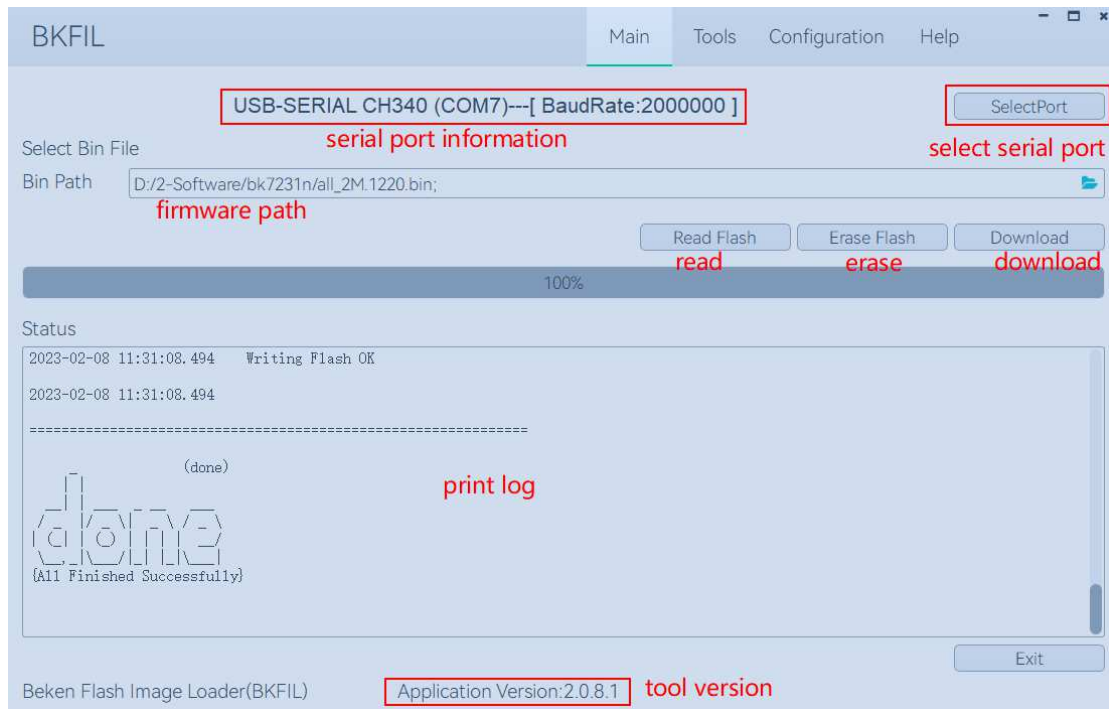 BKFIL
Main Tools Configuration Help
USB-SERIAL CH340 (COM7)---[ BaudRate:2000000 ]
SelectPort
serial port information
select serial port
Select Bin File
Bin Path
D:/2-Software/bk7231n/all_2M.1220.bin;
firmware path
Read Flash Erase Flash Download
read erase download
100%
Status
2023-02-08 11:31:08.494 Writing Flash OK
2023-02-08 11:31:08.494
==============================================================
(done)
done
{All Finished Successfully}
print log
Exit
Beken Flash Image Loader(BKFIL) Application Version:2.0.8.1 tool version